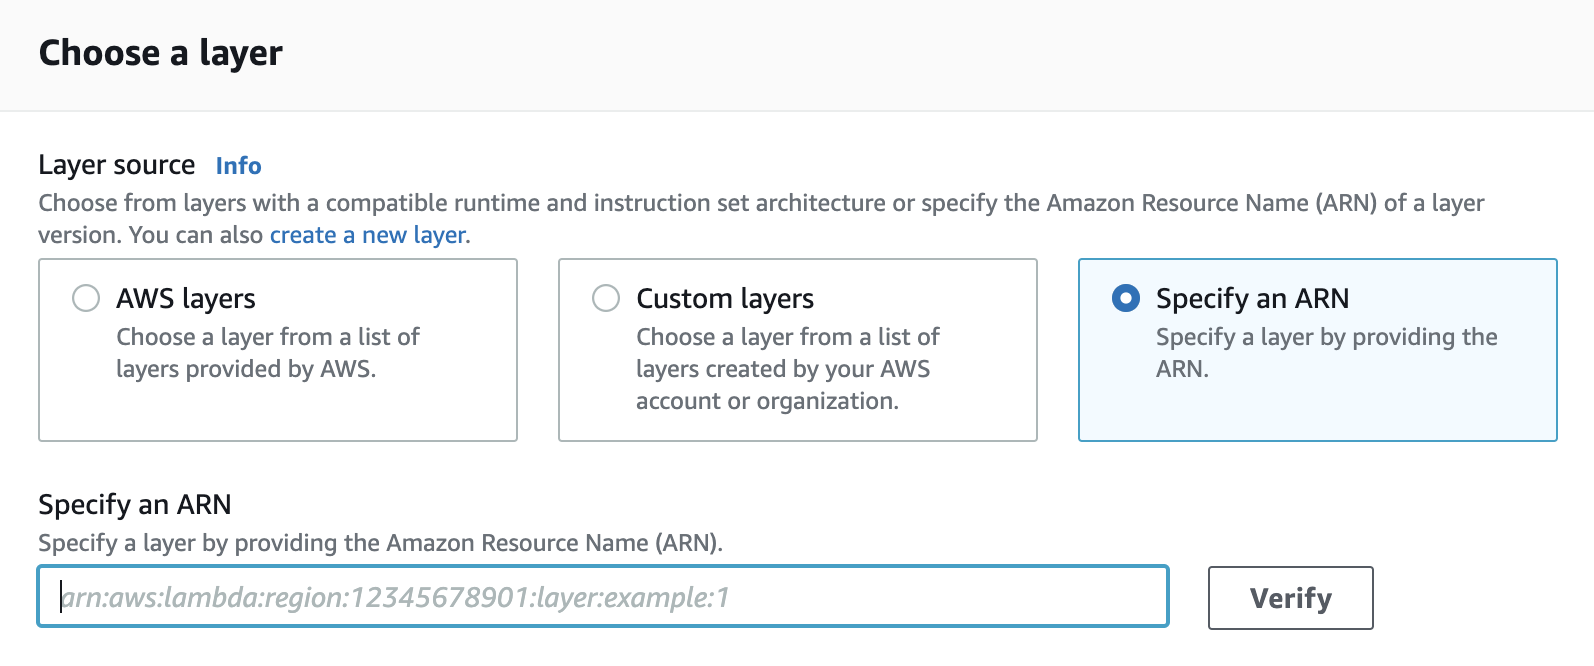 Choose a layer
Layer source Info
Choose from layers with a compatible runtime and instruction set architecture or specify the Amazon Resource Name (ARN) of a layer
version. You can also create a new layer.
AWS layers
Choose a layer from a list of
layers provided by AWS.
Custom layers
Choose a layer from a list of
layers created by your AWS
account or organization.
Specify an ARN
Specify a layer by providing the
ARN.
Specify an ARN
Specify a layer by providing the Amazon Resource Name (ARN).
arn:aws:lambda:region:12345678901:layer:example:1
Verify